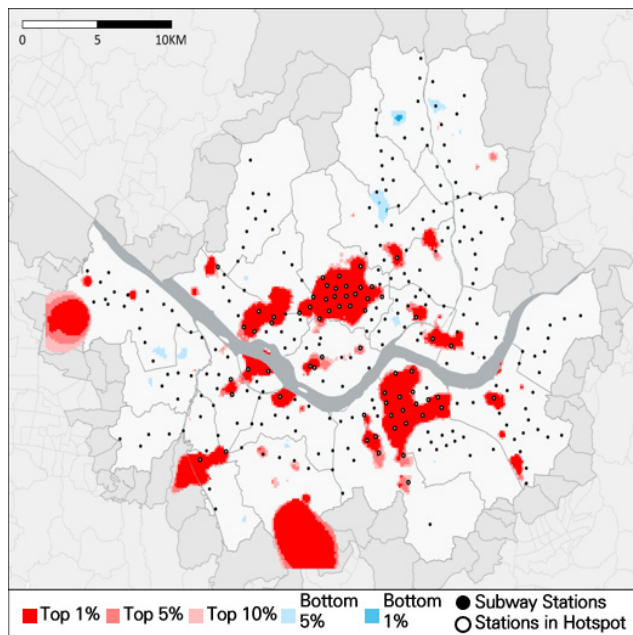 0 5 10KM
Top 1% Top 5% Top 10% Bottom 5% Bottom 1% Subway Stations
Stations in Hotspot